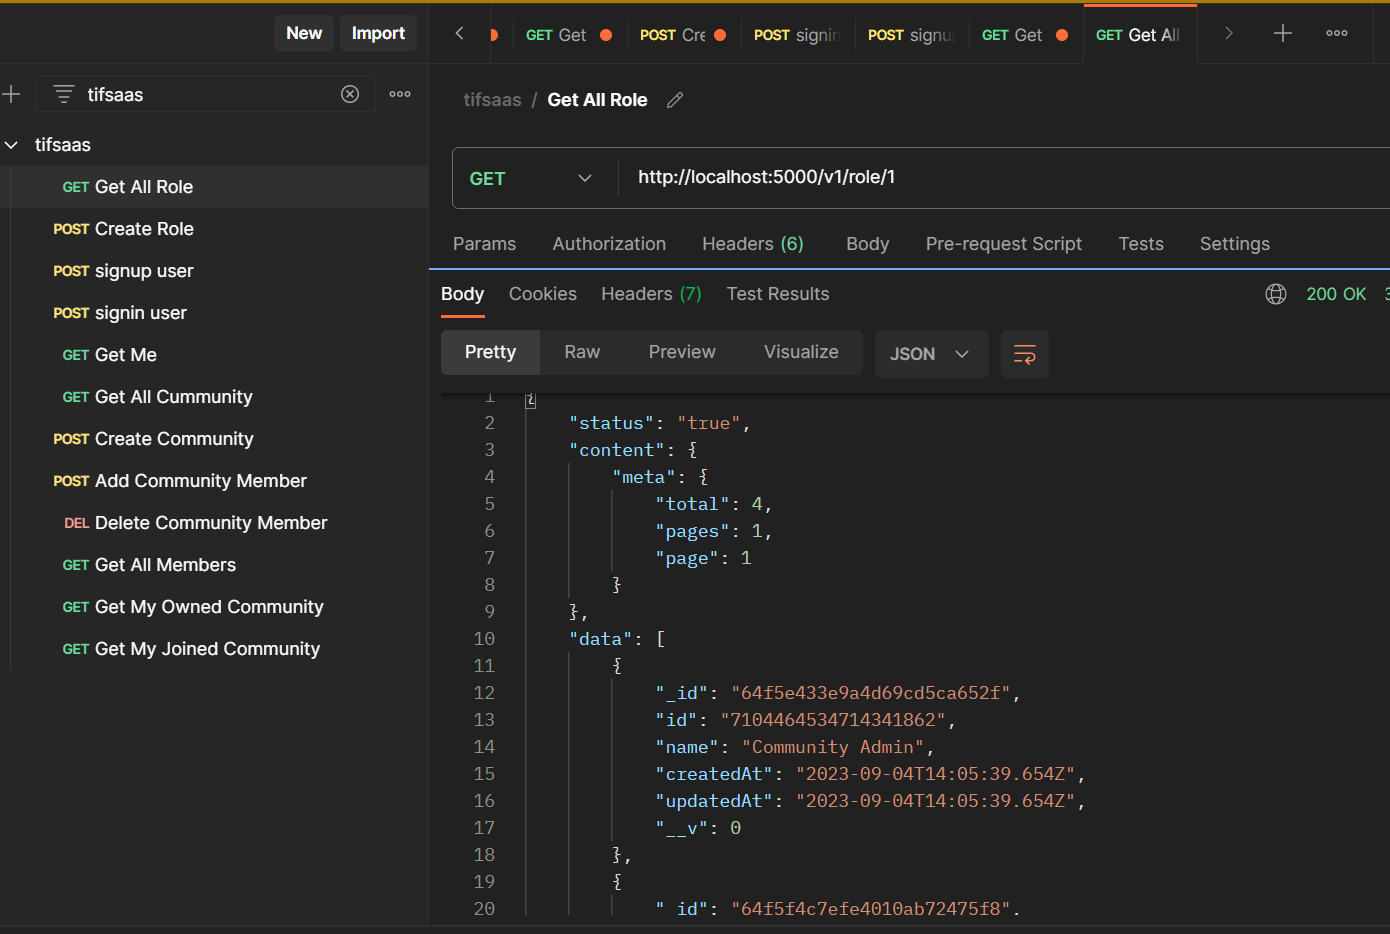 New Import
GET Get POST Cre POST signin POST signup GET Get GET Get All
tifsaas
tifsaas / Get All Role
tifsaas
GET Get All Role
POST Create Role
POST signup user
POST signin user
GET Get Me
GET Get All Cummunity
POST Create Community
POST Add Community Member
DEL Delete Community Member
GET Get All Members
GET Get My Owned Community
GET Get My Joined Community
GET http://localhost:5000/v1/role/1
Params Authorization Headers (6) Body Pre-request Script Tests Settings
Body Cookies Headers (7) Test Results 200 OK
Pretty Raw Preview Visualize JSON
1 {
2 "status": "true",
3 "content": {
4 "meta": {
5 "total": 4,
6 "pages": 1,
7 "page": 1
8 }
9 },
10 "data": [
11 {
12 "_id": "64f5e433e9a4d69cd5ca652f",
13 "id": "7104464534714341862",
14 "name": "Community Admin",
15 "createdAt": "2023-09-04T14:05:39.654Z",
16 "updatedAt": "2023-09-04T14:05:39.654Z",
17 "__v": 0
18 },
19 {
20 "_id": "64f5f4c7efe4010ab72475f8",